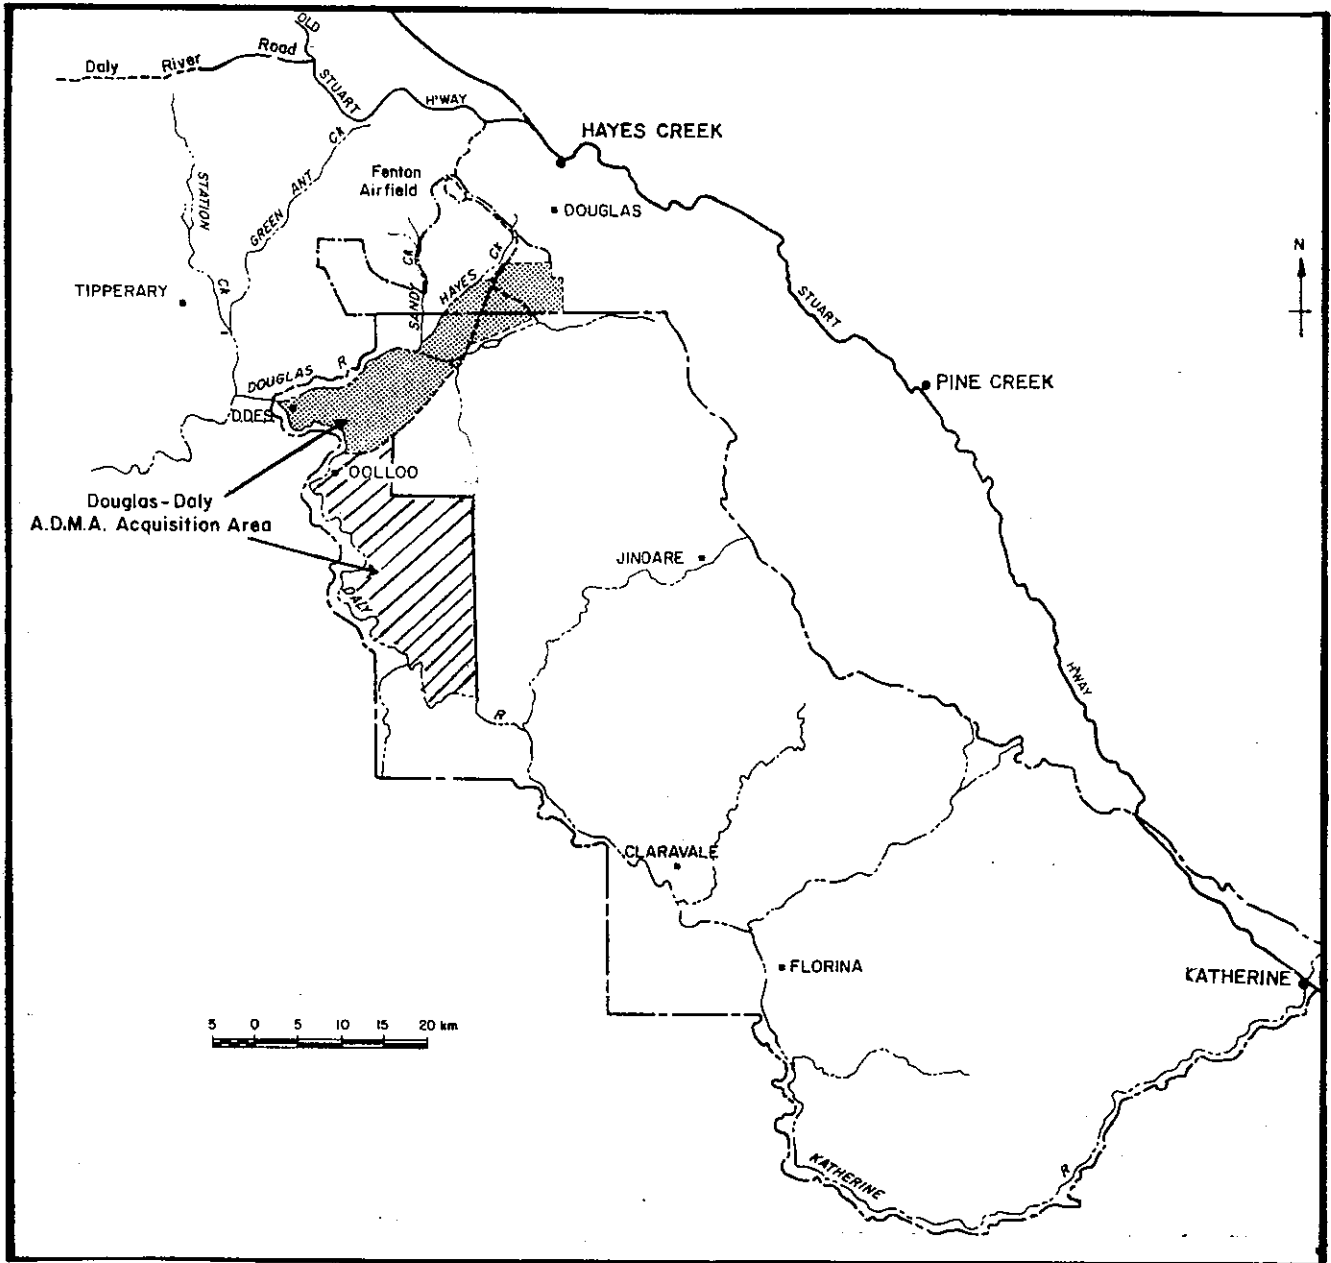 OLD
Daly River Road
STUART
H'WAY
HAYES CREEK
GREEN ANT CK
Fenton
Airfield
STATION CK
DOUGLAS
SANDY CK
HAYES CK
N
TIPPERARY
STUART
PINE CREEK
DOUGLAS R
D.D.E.S.
OOLLOO
Douglas-Daly
A.D.M.A. Acquisition Area
JINDARE
DALY
R
H'WAY
CLARAVALE
FLORINA
KATHERINE
5 0 5 10 15 20 km
KATHERINE R